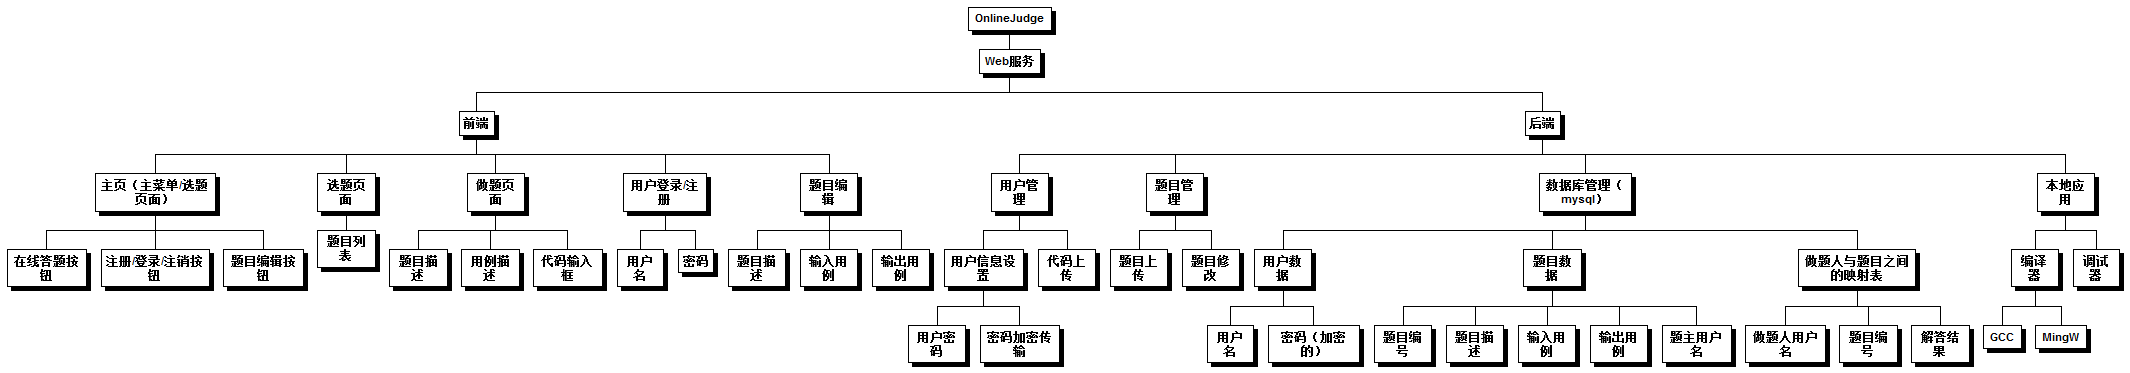 OnlineJudge
Web服务
前端
后端
主页（主菜单/选题
页面）
选题页
面
做题页
面
用户登录/注
册
题目编
辑
用户管
理
题目管
理
数据库管理（
mysql）
本地应
用
在线答题按
钮
注册/登录/注销按
钮
题目编辑按
钮
题目列
表
题目描
述
用例描
述
代码输入
框
用户
名
密码
题目描
述
输入用
例
输出用
例
用户信息设
置
代码上
传
题目上
传
题目修
改
用户数
据
题目数
据
做题人与题目之间
的映射表
编译
器
调试
器
用户密
码
密码加密传
输
用户
名
密码（加密
的）
题目编
号
题目描
述
输入用
例
输出用
例
题主用户
名
做题人用户
名
题目编
号
解答结
果
GCC
MingW